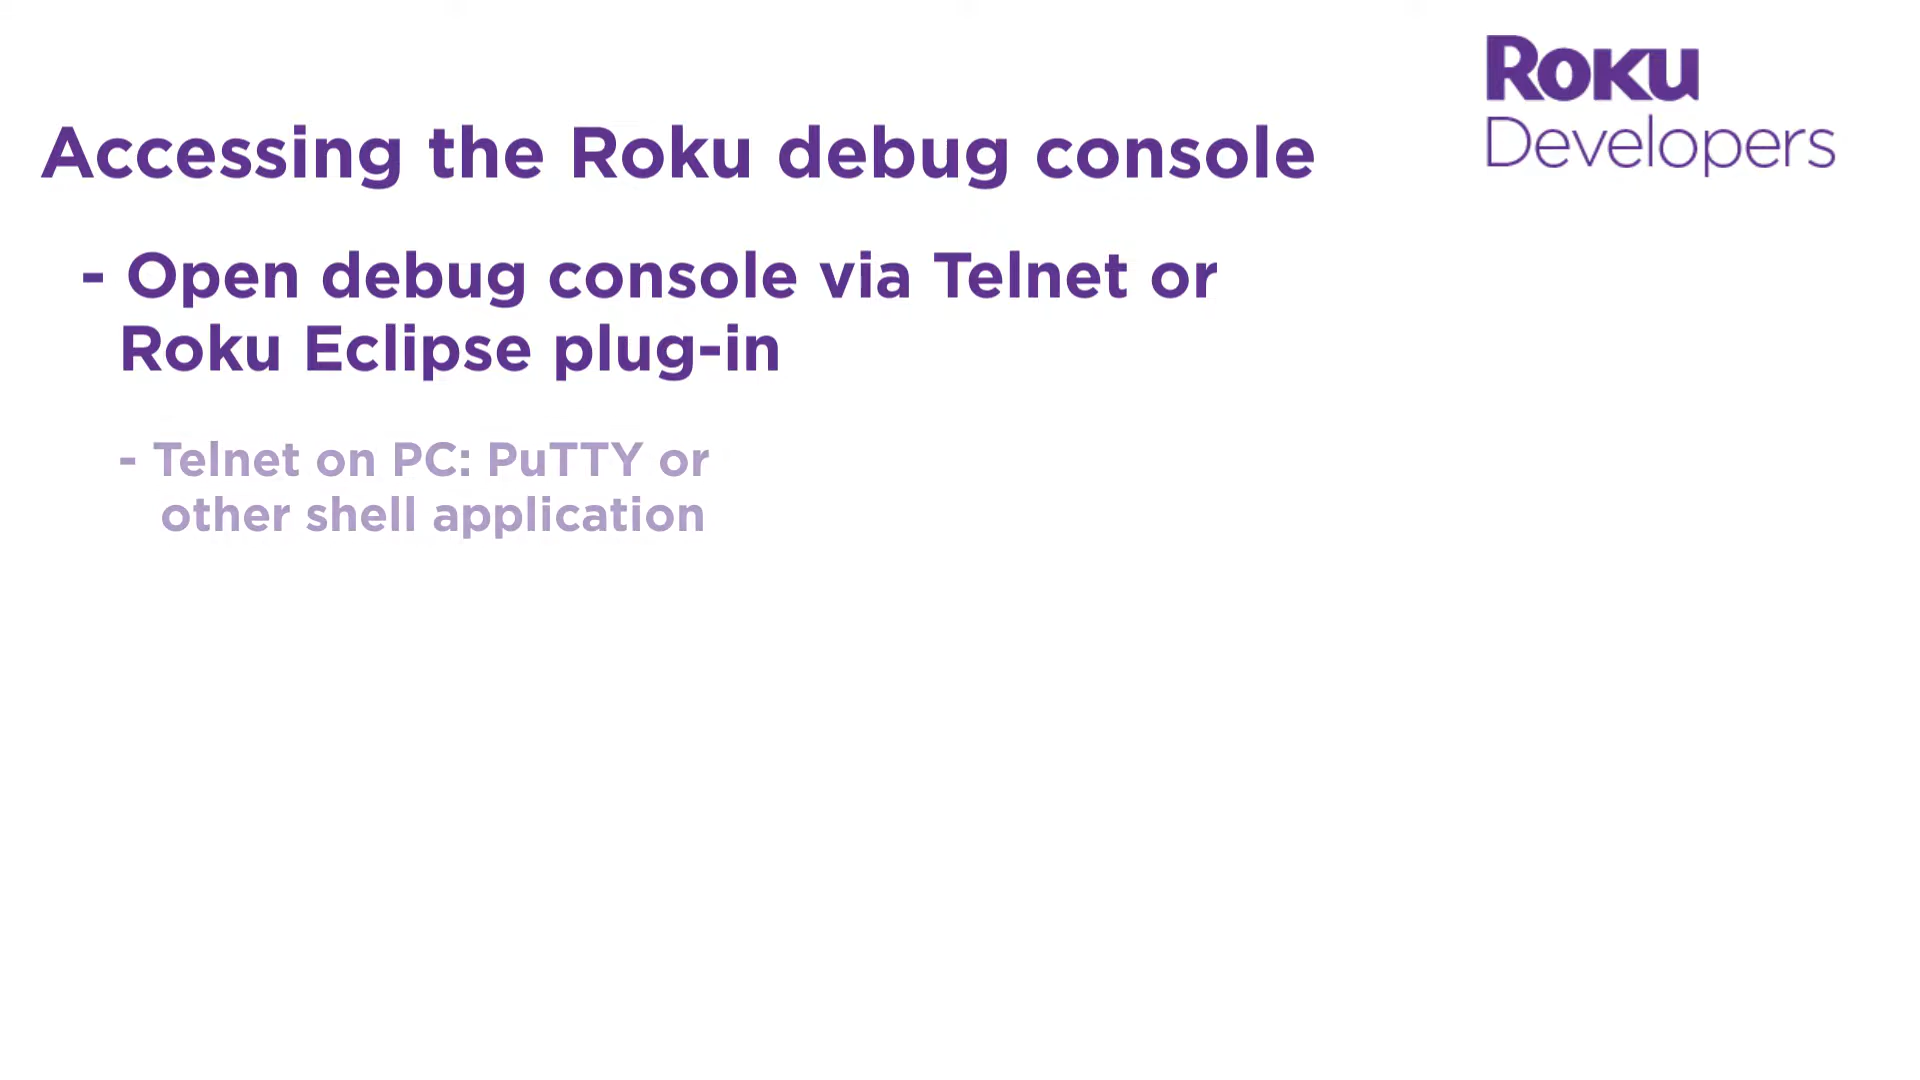 Roku
Developers
Accessing the Roku debug console
- Open debug console via Telnet or
Roku Eclipse plug-in
- Telnet on PC: PuTTY or
other shell application